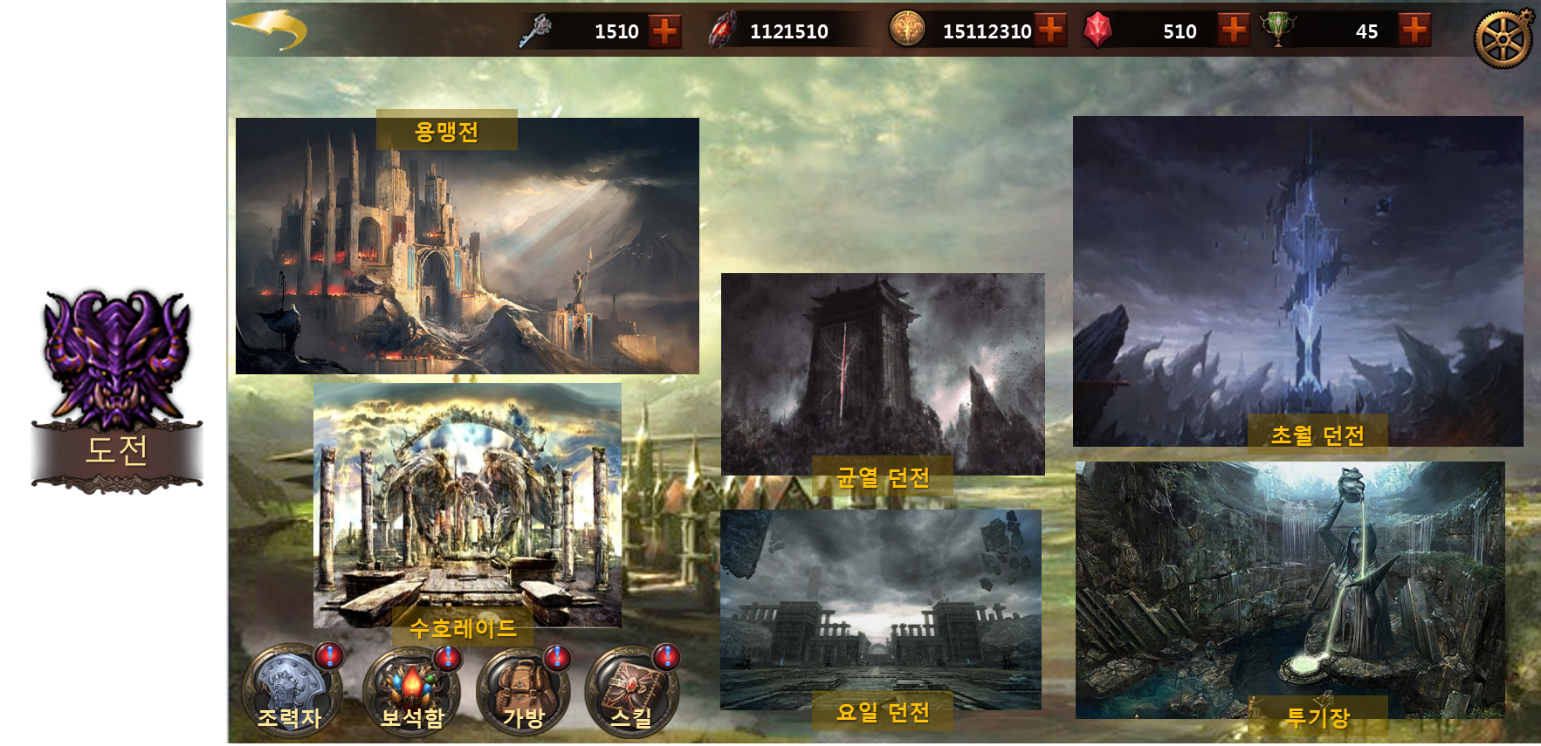 1510
1121510
15112310
510
45
용맹전
균열 던전
초월 던전
도전
수호레이드
요일 던전
투기장
조력자
보석함
가방
스킬